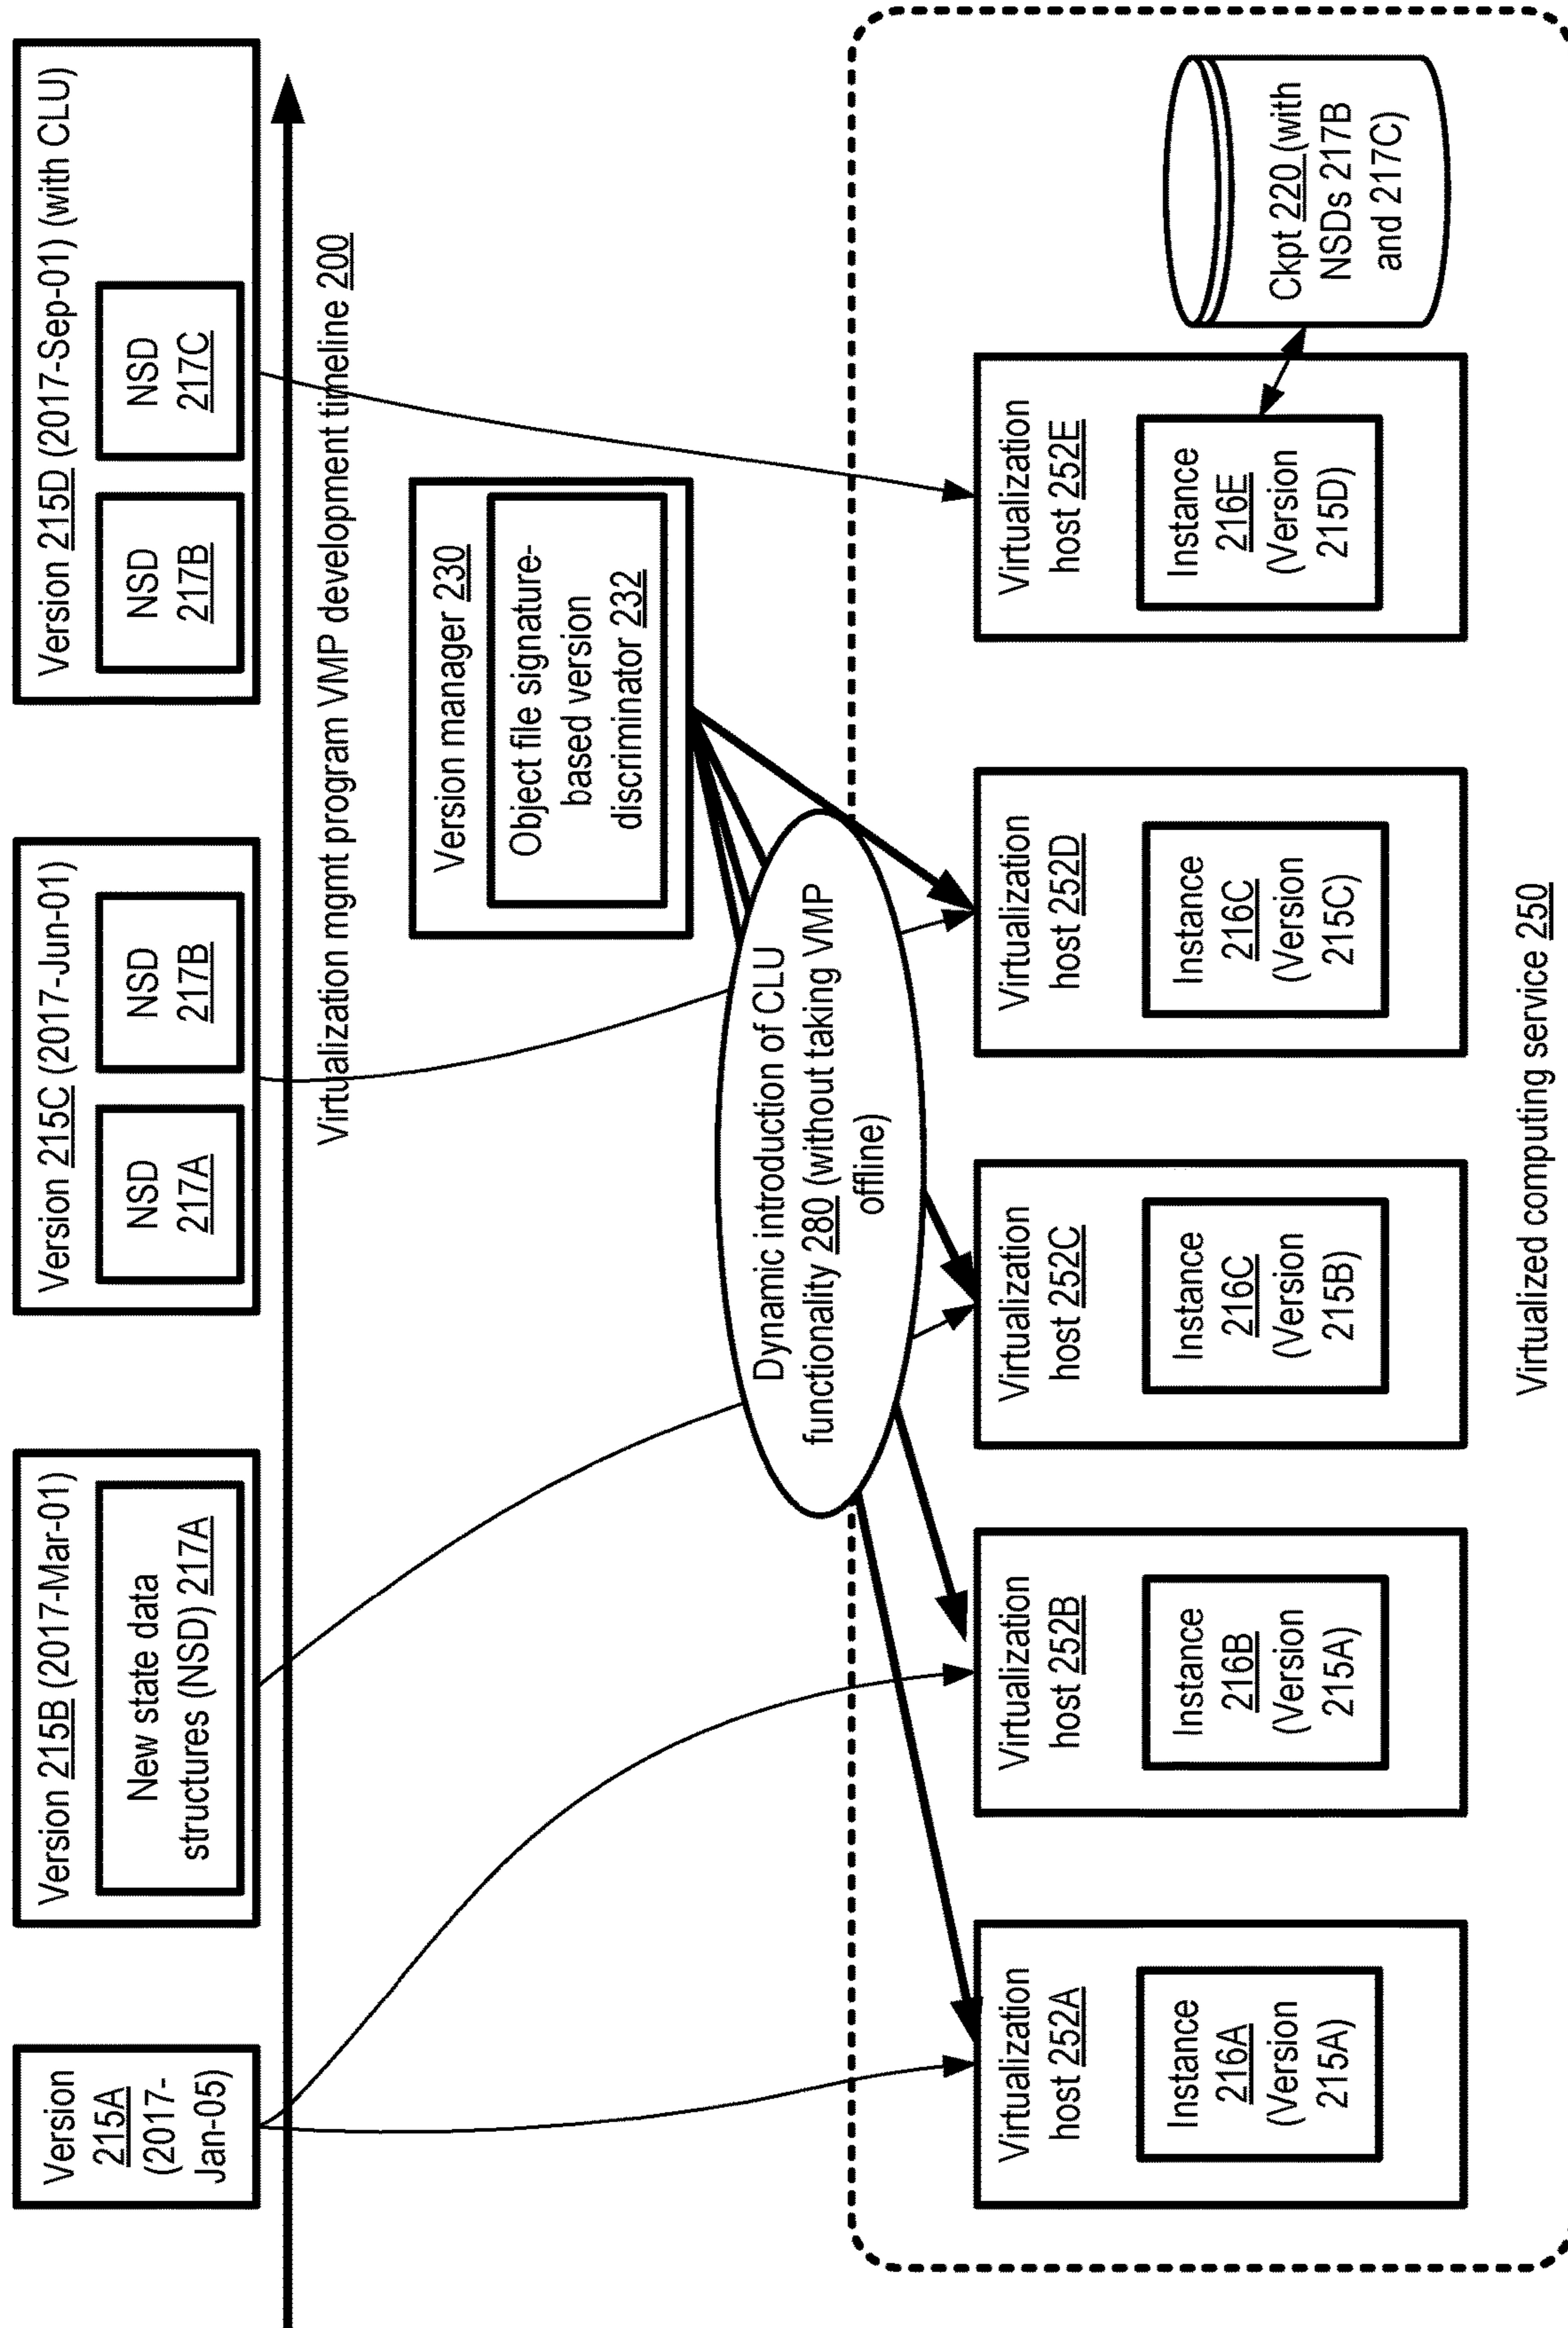 Version
215A
(2017-
Jan-05)
Version 215B (2017-Mar-01)
New state data
structures (NSD) 217A
Version 215C (2017-Jun-01)
NSD
217A
NSD
217B
Version 215D (2017-Sep-01) (with CLU)
NSD
217B
NSD
217C
Virtualization mgmt program VMP development timeline 200
Version manager 230
Object file signature-
based version
discriminator 232
Dynamic introduction of CLU
functionality 280 (without taking VMP
offline)
Virtualization
host 252A
Instance
216A
(Version
215A)
Virtualization
host 252B
Instance
216B
(Version
215A)
Virtualization
host 252C
Instance
216C
(Version
215B)
Virtualization
host 252D
Instance
216C
(Version
215C)
Virtualization
host 252E
Instance
216E
(Version
215D)
Ckpt 220 (with
NSDs 217B
and 217C)
Virtualized computing service 250